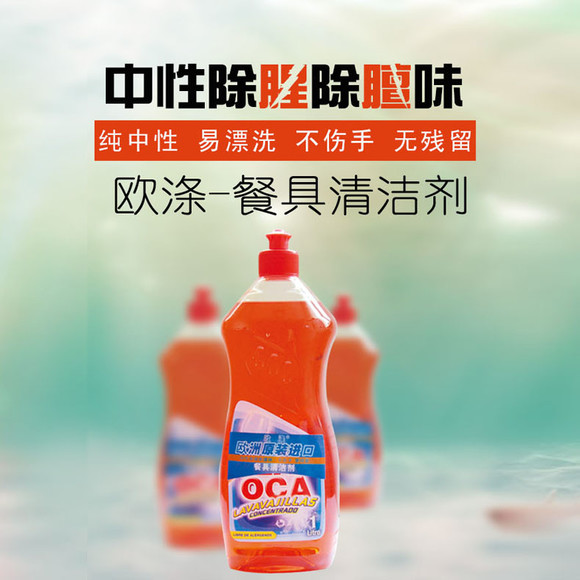 中性除腥除膻味
纯中性 易漂洗 不伤手 无残留
欧涤-餐具清洁剂
欧洲原装进口
餐具清洁剂
OCA
LAVAVAJILLAS
CONCENTRADO
1